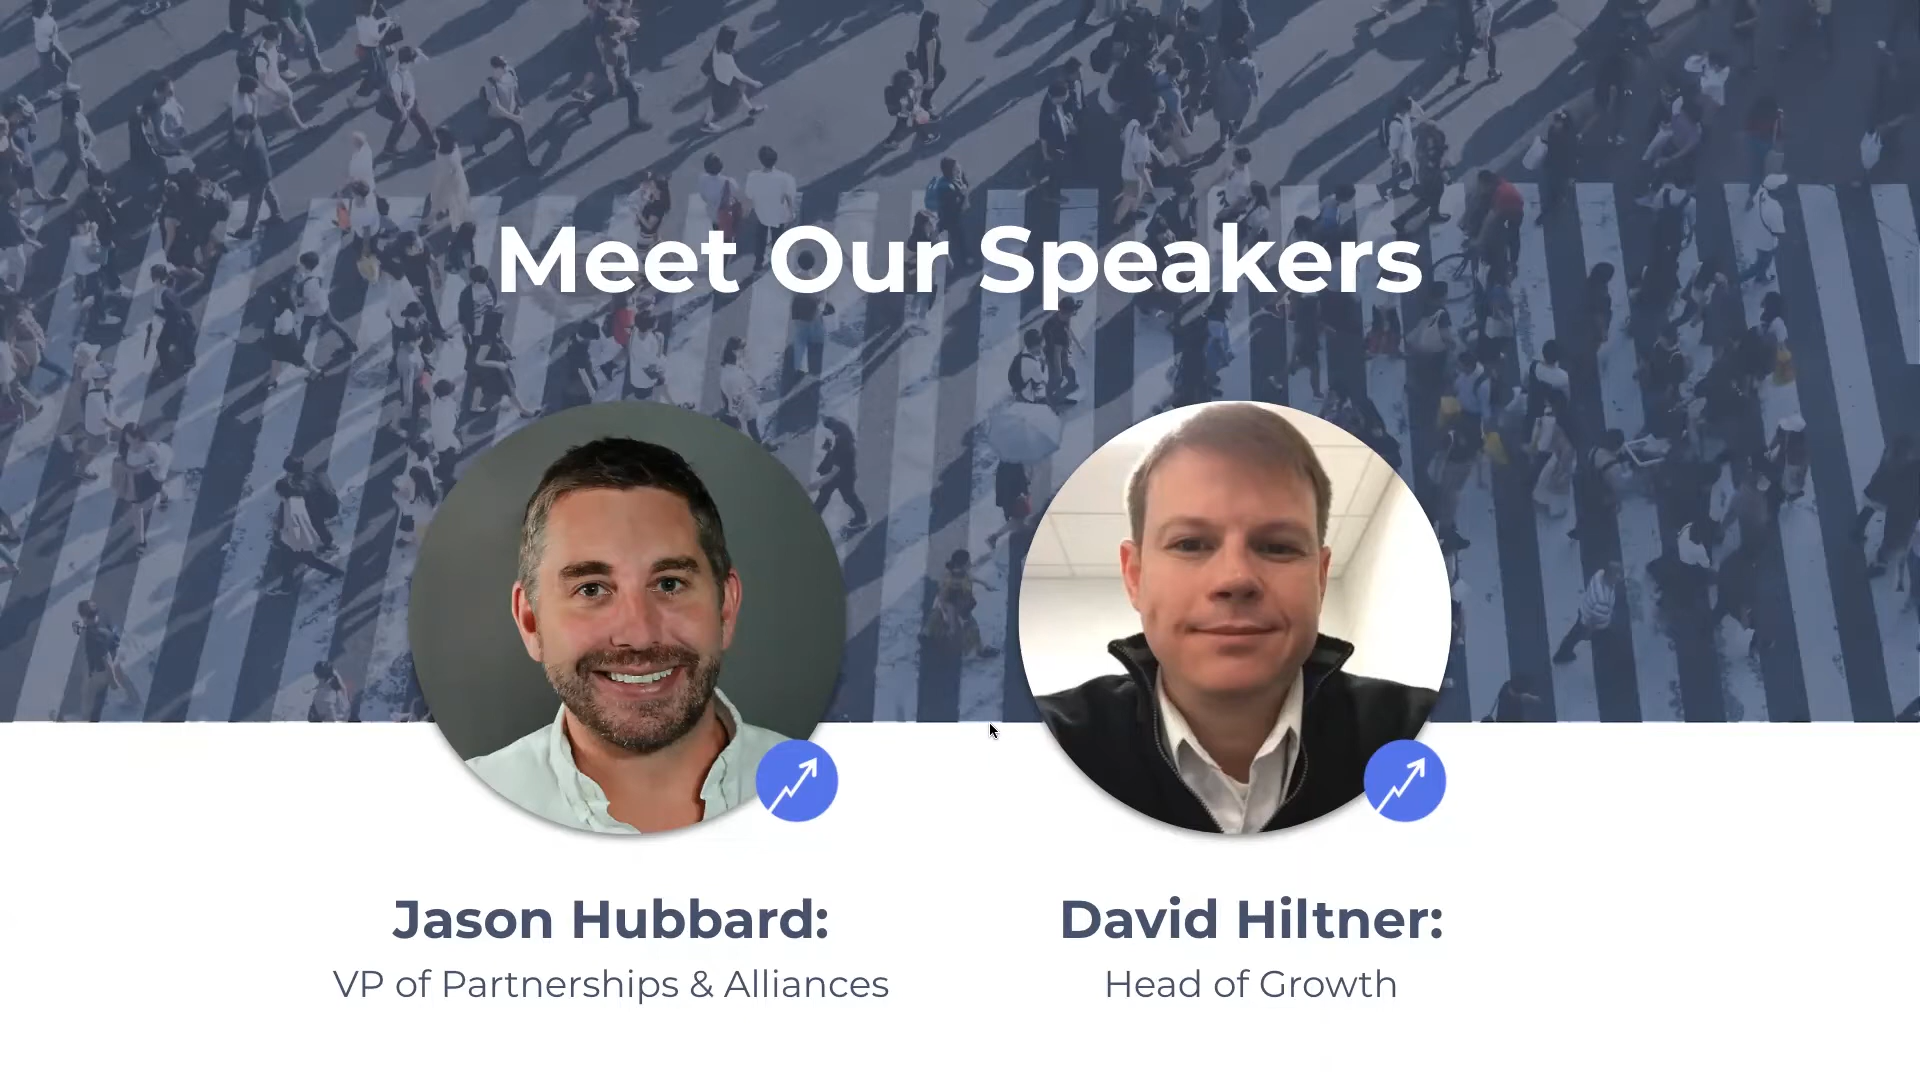 Meet Our Speakers
Jason Hubbard:
VP of Partnerships & Alliances
David Hiltner:
Head of Growth